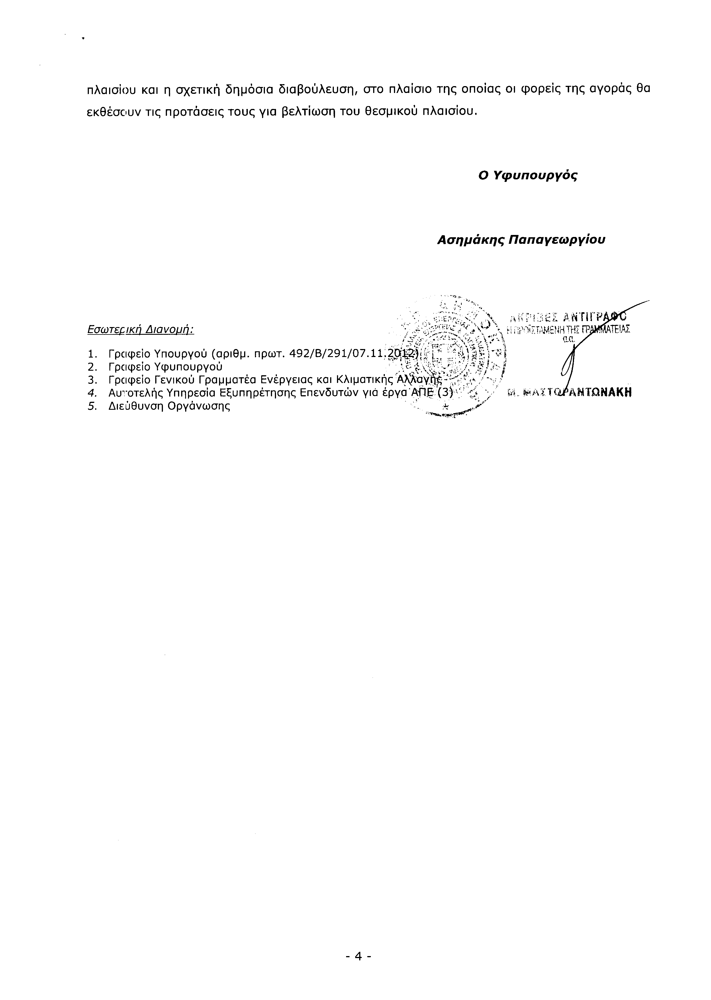 πλαισίου και η σχετική δημόσια διαβούλευση, στο πλαίσιο της οποίας οι φορείς της αγοράς θα
εκθέσουν τις προτάσεις τους για βελτίωση του θεσμικού πλαισίου.
Ο Υφυπουργός
Ασημάκης Παπαγεωργίου
ΑΚΡΙΒΕΣ ΑΝΤΙΓΡΑΦΟ
Η ΠΡΟΪΣΤΑΜΕΝΗ ΤΗΣ ΓΡΑΜΜΑΤΕΙΑΣ
α.α.
Μ. ΜΑΣΤΟΡΑΝΤΩΝΑΚΗ
Εσωτερική Διανομή:
1. Γραφείο Υπουργού (αριθμ. πρωτ. 492/Β/291/07.11.2012)
2. Γραφείο Υφυπουργού
3. Γραφείο Γενικού Γραμματέα Ενέργειας και Κλιματικής Αλλαγής
4. Αυτοτελής Υπηρεσία Εξυπηρέτησης Επενδυτών για έργα ΑΠΕ (3)
5. Διεύθυνση Οργάνωσης
- 4 -